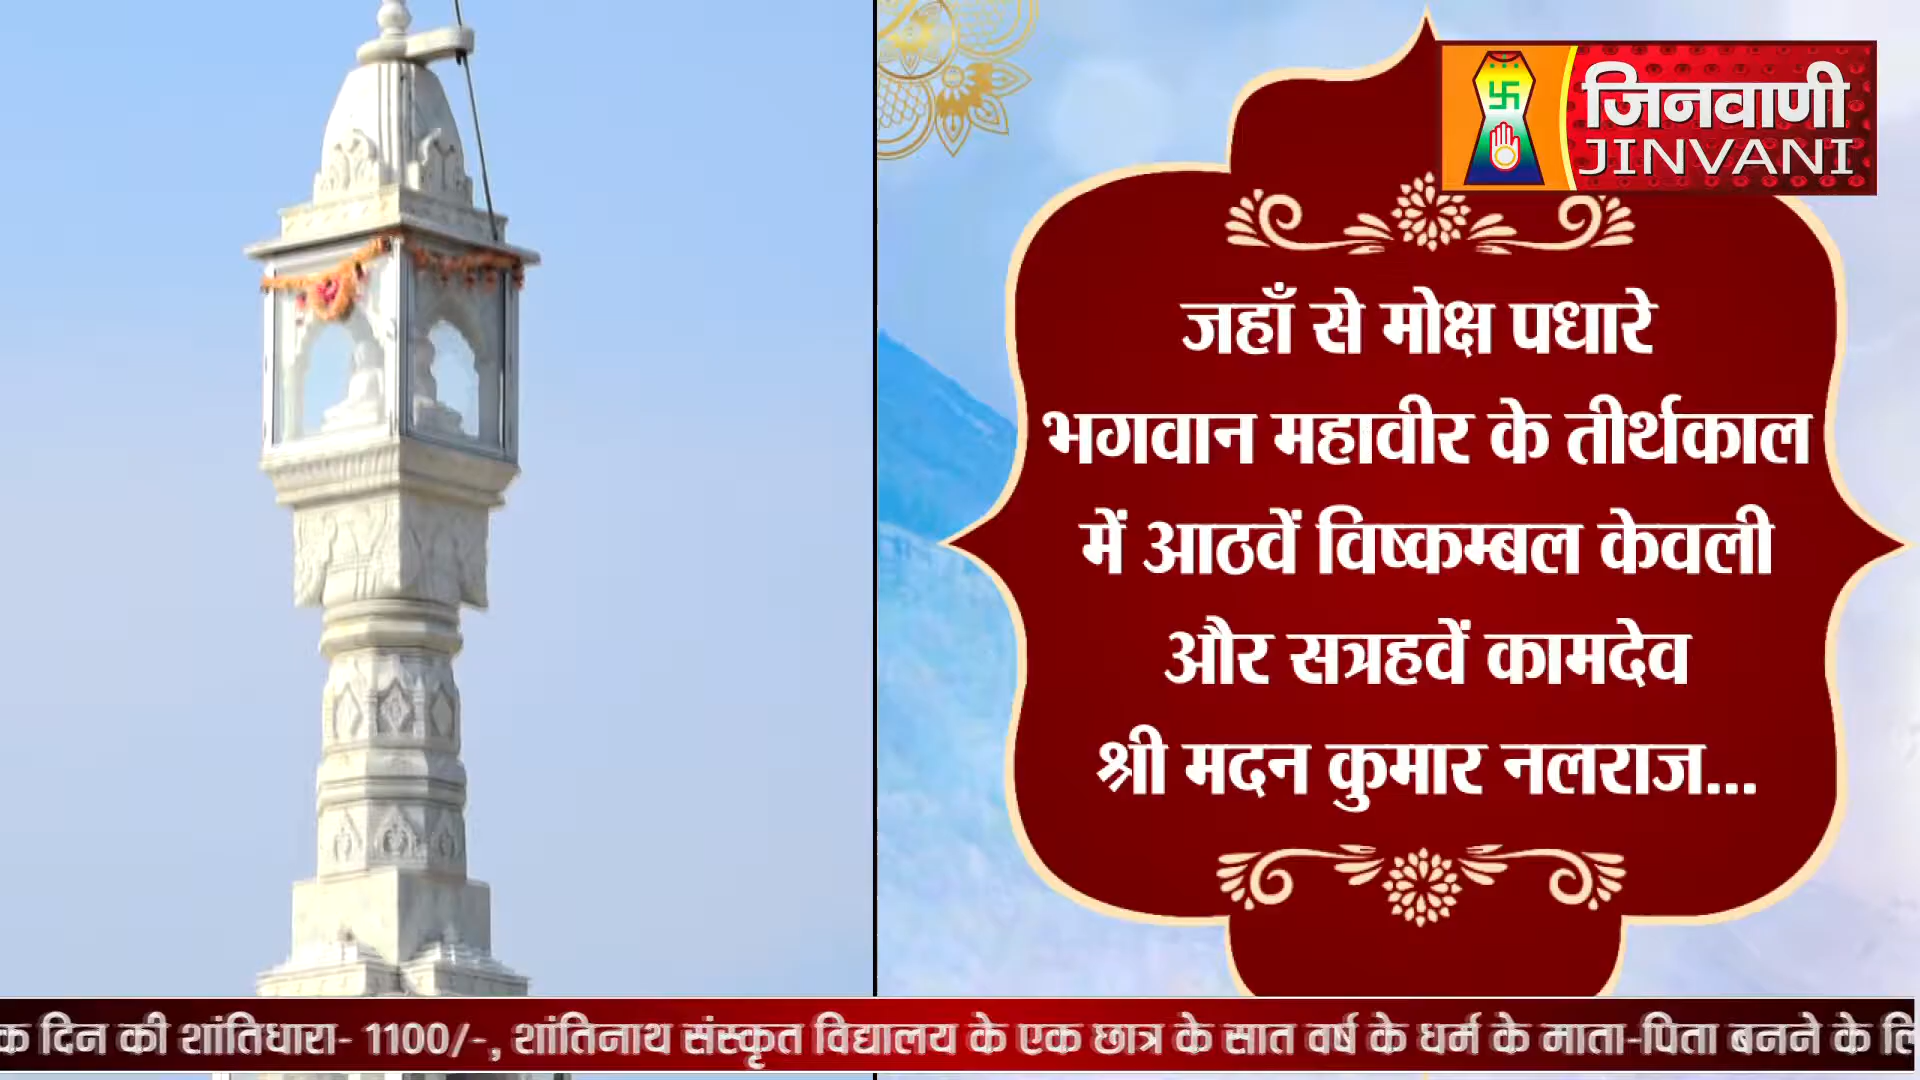 जिनवाणी
JINVANI
जहाँ से मोक्ष पधारे
भगवान महावीर के तीर्थकाल
में आठवें विष्कम्बल केवली
और सत्रहवें कामदेव
श्री मदन कुमार नलराज...
दिन की शांतिधारा- 1100/-, शांतिनाथ संस्कृत विद्यालय के एक छात्र के सात वर्ष के धर्म के माता-पिता बनने के